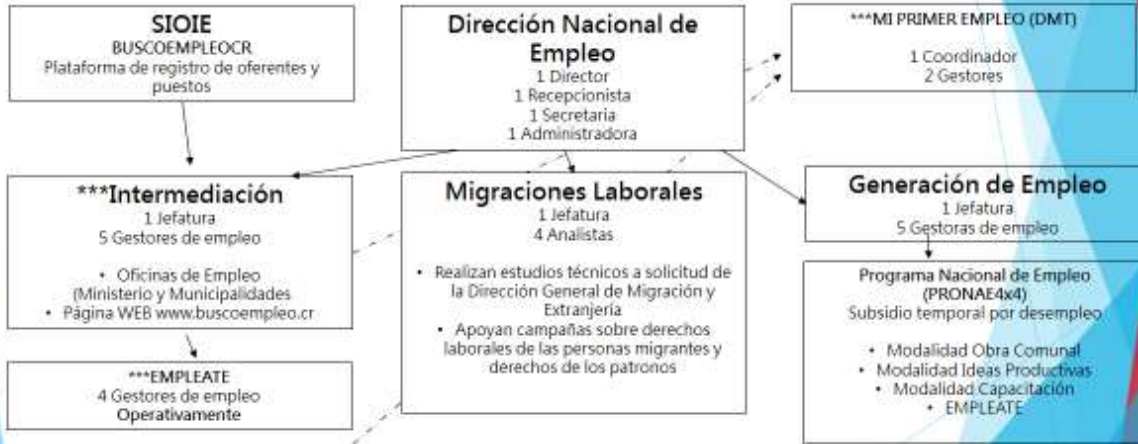 SIOIE
BUSCOEMPLEOCR
Plataforma de registro de oferentes y
puestos
Dirección Nacional de
Empleo
1 Director
1 Recepcionista
1 Secretaria
1 Administradora
***MI PRIMER EMPLEO (DMT)
1 Coordinador
2 Gestores
***Intermediación
1 Jefatura
5 Gestores de empleo
• Oficinas de Empleo
(Ministerio y Municipalidades
• Página WEB www.buscoempleo.cr
Migraciones Laborales
1 Jefatura
4 Analistas
• Realizan estudios técnicos a solicitud de
la Dirección General de Migración y
Extranjería
• Apoyan campañas sobre derechos
laborales de las personas migrantes y
derechos de los patronos
Generación de Empleo
1 Jefatura
5 Gestoras de empleo
***EMPLEATE
4 Gestores de empleo
Operativamente
Programa Nacional de Empleo
(PRONAE4x4)
Subsidio temporal por desempleo
• Modalidad Obra Comunal
• Modalidad Ideas Productivas
• Modalidad Capacitación
• EMPLEATE